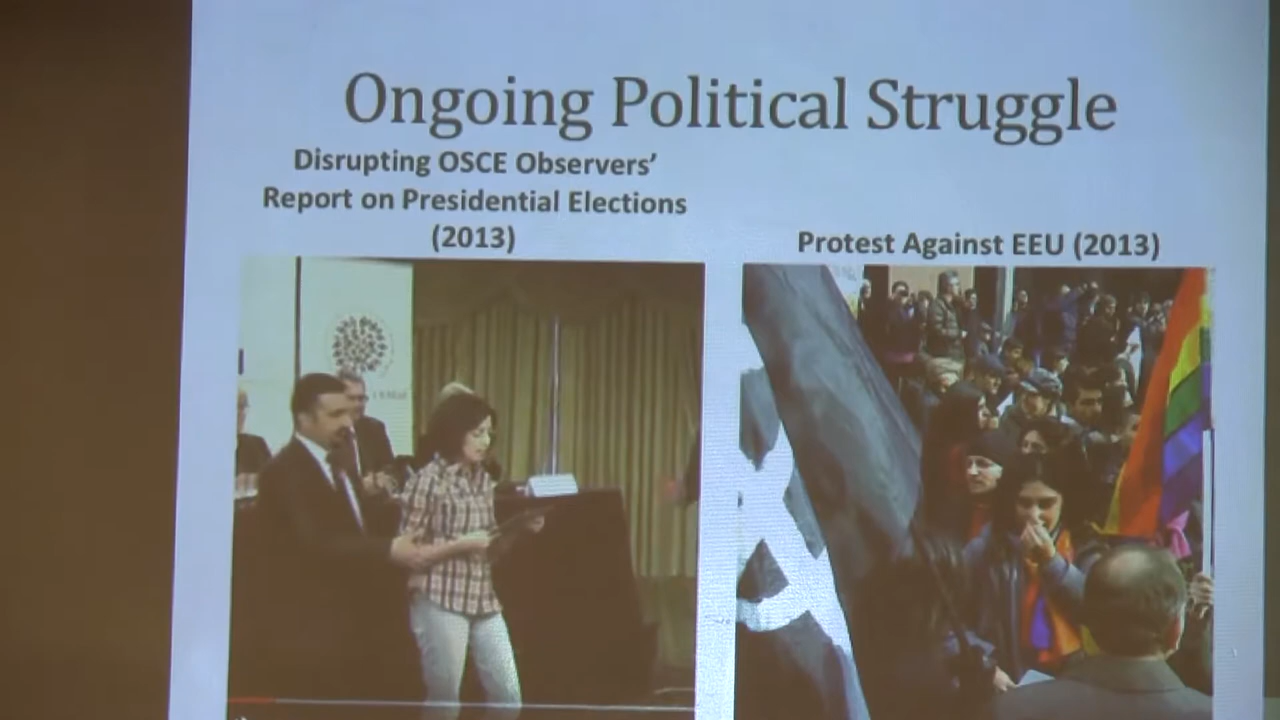 Ongoing Political Struggle
Disrupting OSCE Observers’
Report on Presidential Elections
(2013)
Protest Against EEU (2013)